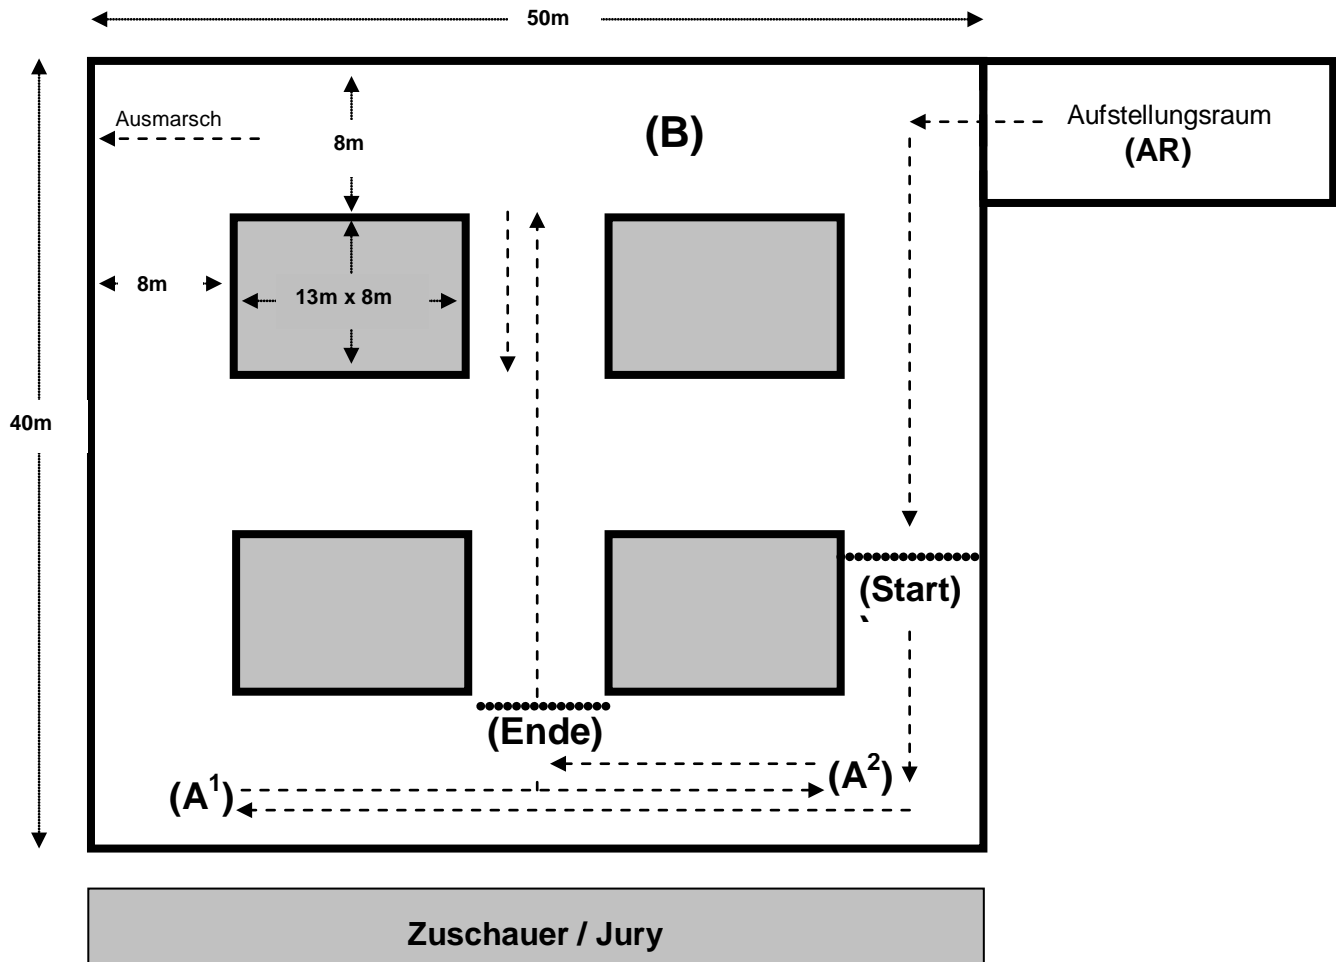 50m
Ausmarsch
8m
(B)
Aufstellungsraum
(AR)
8m
13m x 8m
40m
(Start)
(Ende)
(A¹)
(A²)
Zuschauer / Jury